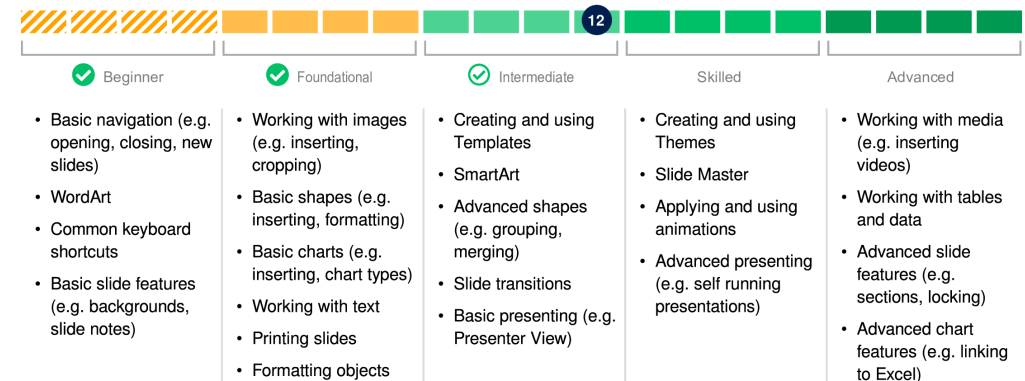 12
Beginner
Foundational
Intermediate
Skilled
Advanced
• Basic navigation (e.g.
opening, closing, new
slides)
• WordArt
• Common keyboard
shortcuts
• Basic slide features
(e.g. backgrounds,
slide notes)
• Working with images
(e.g. inserting,
cropping)
• Basic shapes (e.g.
inserting, formatting)
• Basic charts (e.g.
inserting, chart types)
• Working with text
• Printing slides
• Formatting objects
• Creating and using
Templates
• SmartArt
• Advanced shapes
(e.g. grouping,
merging)
• Slide transitions
• Basic presenting (e.g.
Presenter View)
• Creating and using
Themes
• Slide Master
• Applying and using
animations
• Advanced presenting
(e.g. self running
presentations)
• Working with media
(e.g. inserting
videos)
• Working with tables
and data
• Advanced slide
features (e.g.
sections, locking)
• Advanced chart
features (e.g. linking
to Excel)